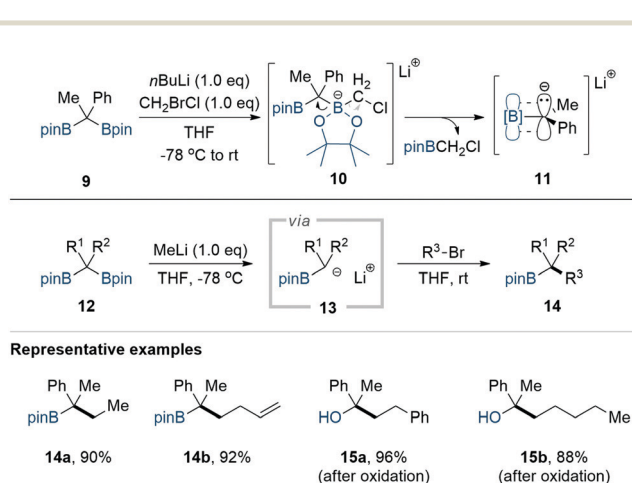 Me Ph
pinB Bpin
9
nBuLi (1.0 eq)
CH2BrCl (1.0 eq)
THF
-78 ºC to rt
Me Ph H2
pinB B⊖ C Cl
O O
Li⊕
10
pinBCH2Cl
⊖ Li⊕
[B] Me
Ph
11
R1 R2
pinB Bpin
12
MeLi (1.0 eq)
THF, -78 ºC
via
R1 R2
pinB ⊖ Li⊕
13
R3-Br
THF, rt
R1 R2
pinB R3
14
Representative examples
Ph Me
pinB Me
14a, 90%
Ph Me
pinB
14b, 92%
Ph Me
HO Ph
15a, 96%
(after oxidation)
Ph Me
HO Me
15b, 88%
(after oxidation)